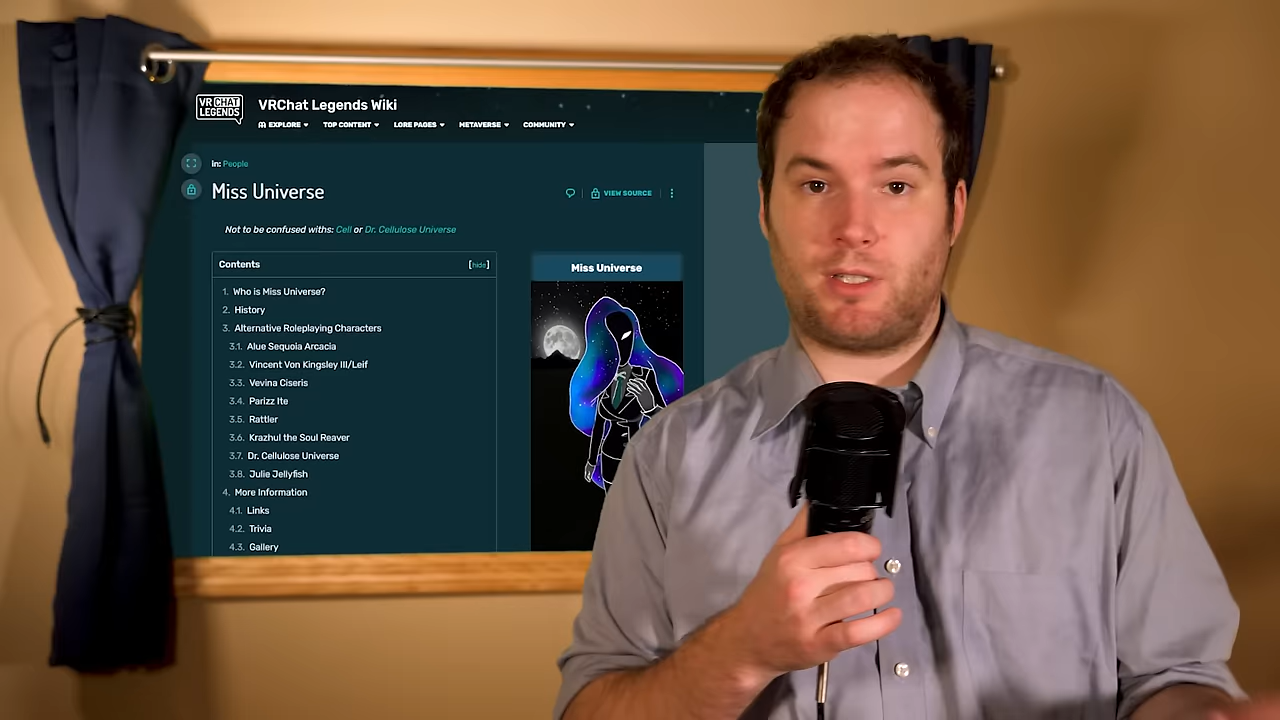 VR CHAT
LEGENDS
VRChat Legends Wiki
EXPLORE
TOP CONTENT
LORE PAGES
METAVERSE
COMMUNITY
in: People
Miss Universe
VIEW SOURCE
Not to be confused withs: Cell or Dr. Cellulose Universe
Contents [hide]
1. Who is Miss Universe?
2. History
3. Alternative Roleplaying Characters
3.1. Alue Sequoia Arcacia
3.2. Vincent Von Kingsley III/Leif
3.3. Vevina Ciseris
3.4. Parizz Ite
3.5. Rattler
3.6. Krazhul the Soul Reaver
3.7. Dr. Cellulose Universe
3.8. Julie Jellyfish
4. More Information
4.1. Links
4.2. Trivia
4.3. Gallery
Miss Universe